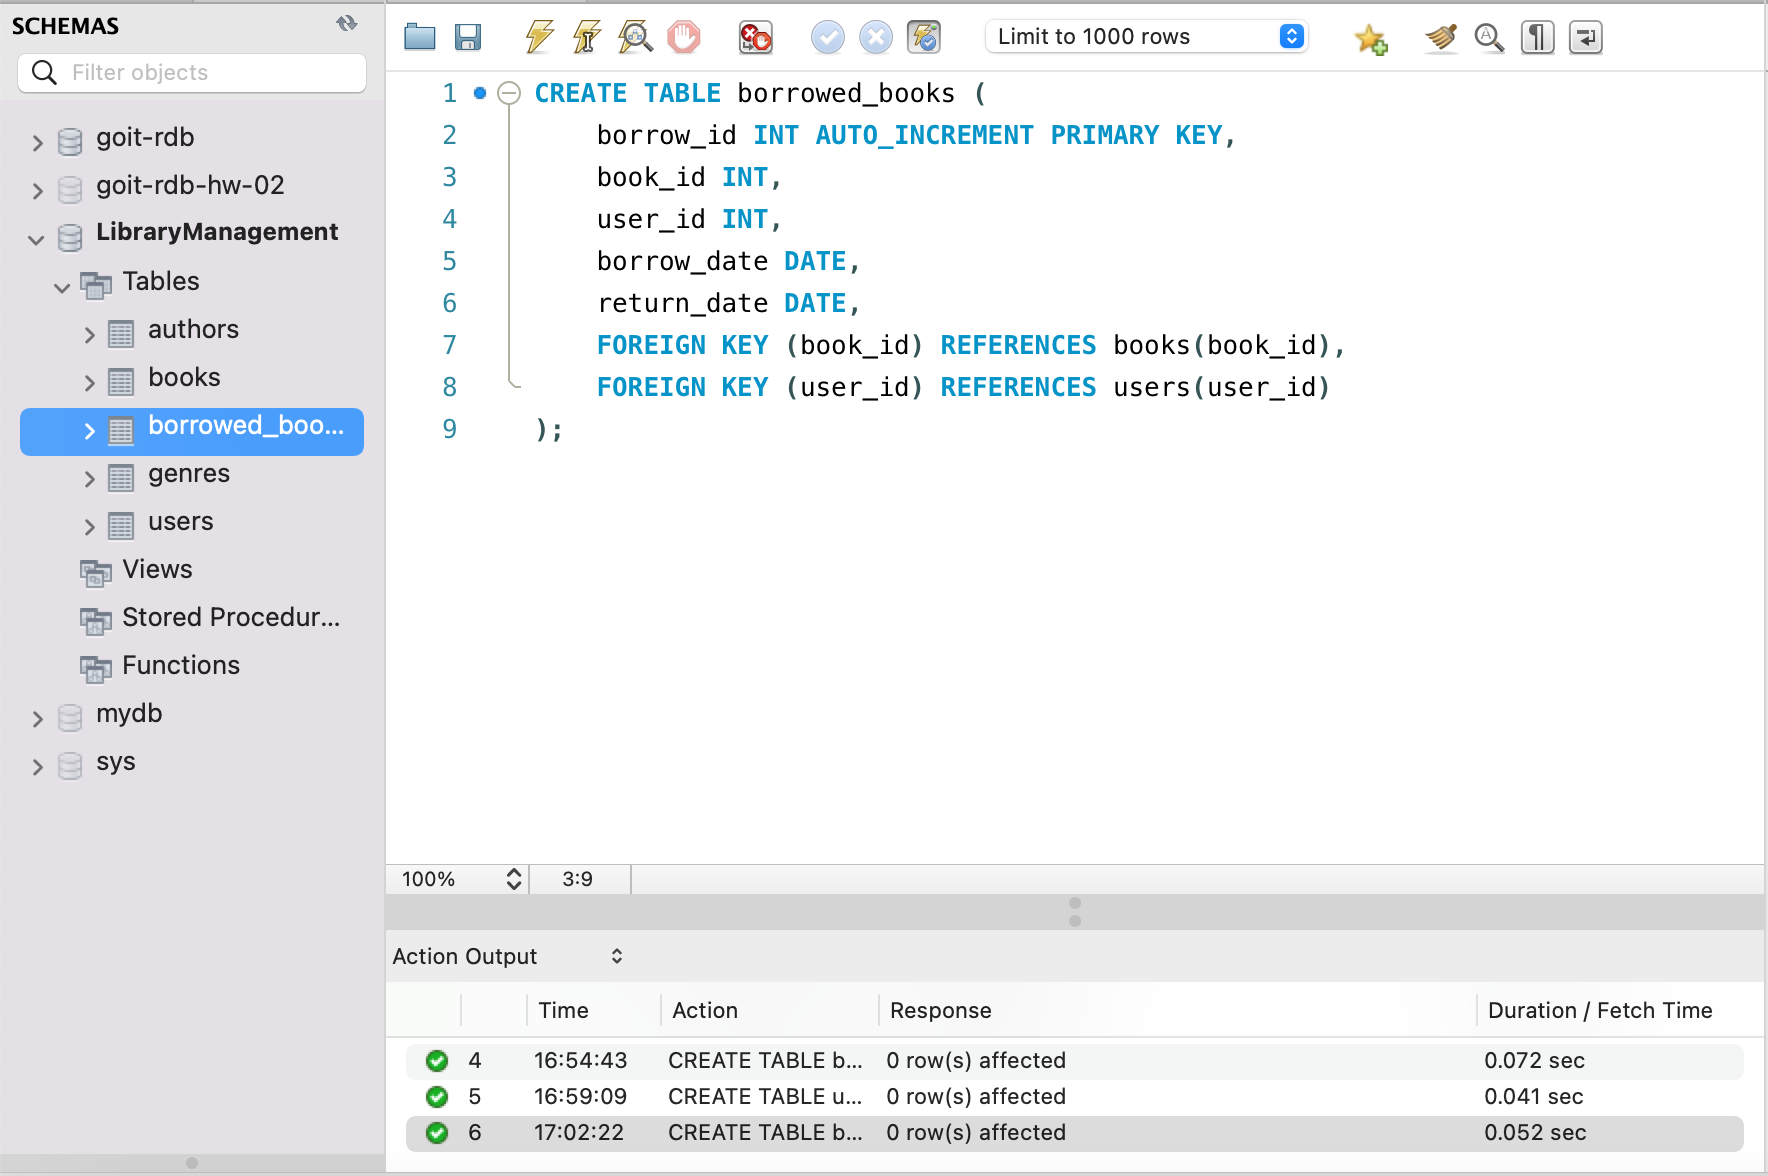 SCHEMAS
Filter objects
goit-rdb
goit-rdb-hw-02
LibraryManagement
Tables
authors
books
borrowed_boo...
genres
users
Views
Stored Procedur...
Functions
mydb
sys
Limit to 1000 rows
1 CREATE TABLE borrowed_books (
2 borrow_id INT AUTO_INCREMENT PRIMARY KEY,
3 book_id INT,
4 user_id INT,
5 borrow_date DATE,
6 return_date DATE,
7 FOREIGN KEY (book_id) REFERENCES books(book_id),
8 FOREIGN KEY (user_id) REFERENCES users(user_id)
9 );
100% 3:9
Action Output
Time Action Response Duration / Fetch Time
4 16:54:43 CREATE TABLE b... 0 row(s) affected 0.072 sec
5 16:59:09 CREATE TABLE u... 0 row(s) affected 0.041 sec
6 17:02:22 CREATE TABLE b... 0 row(s) affected 0.052 sec